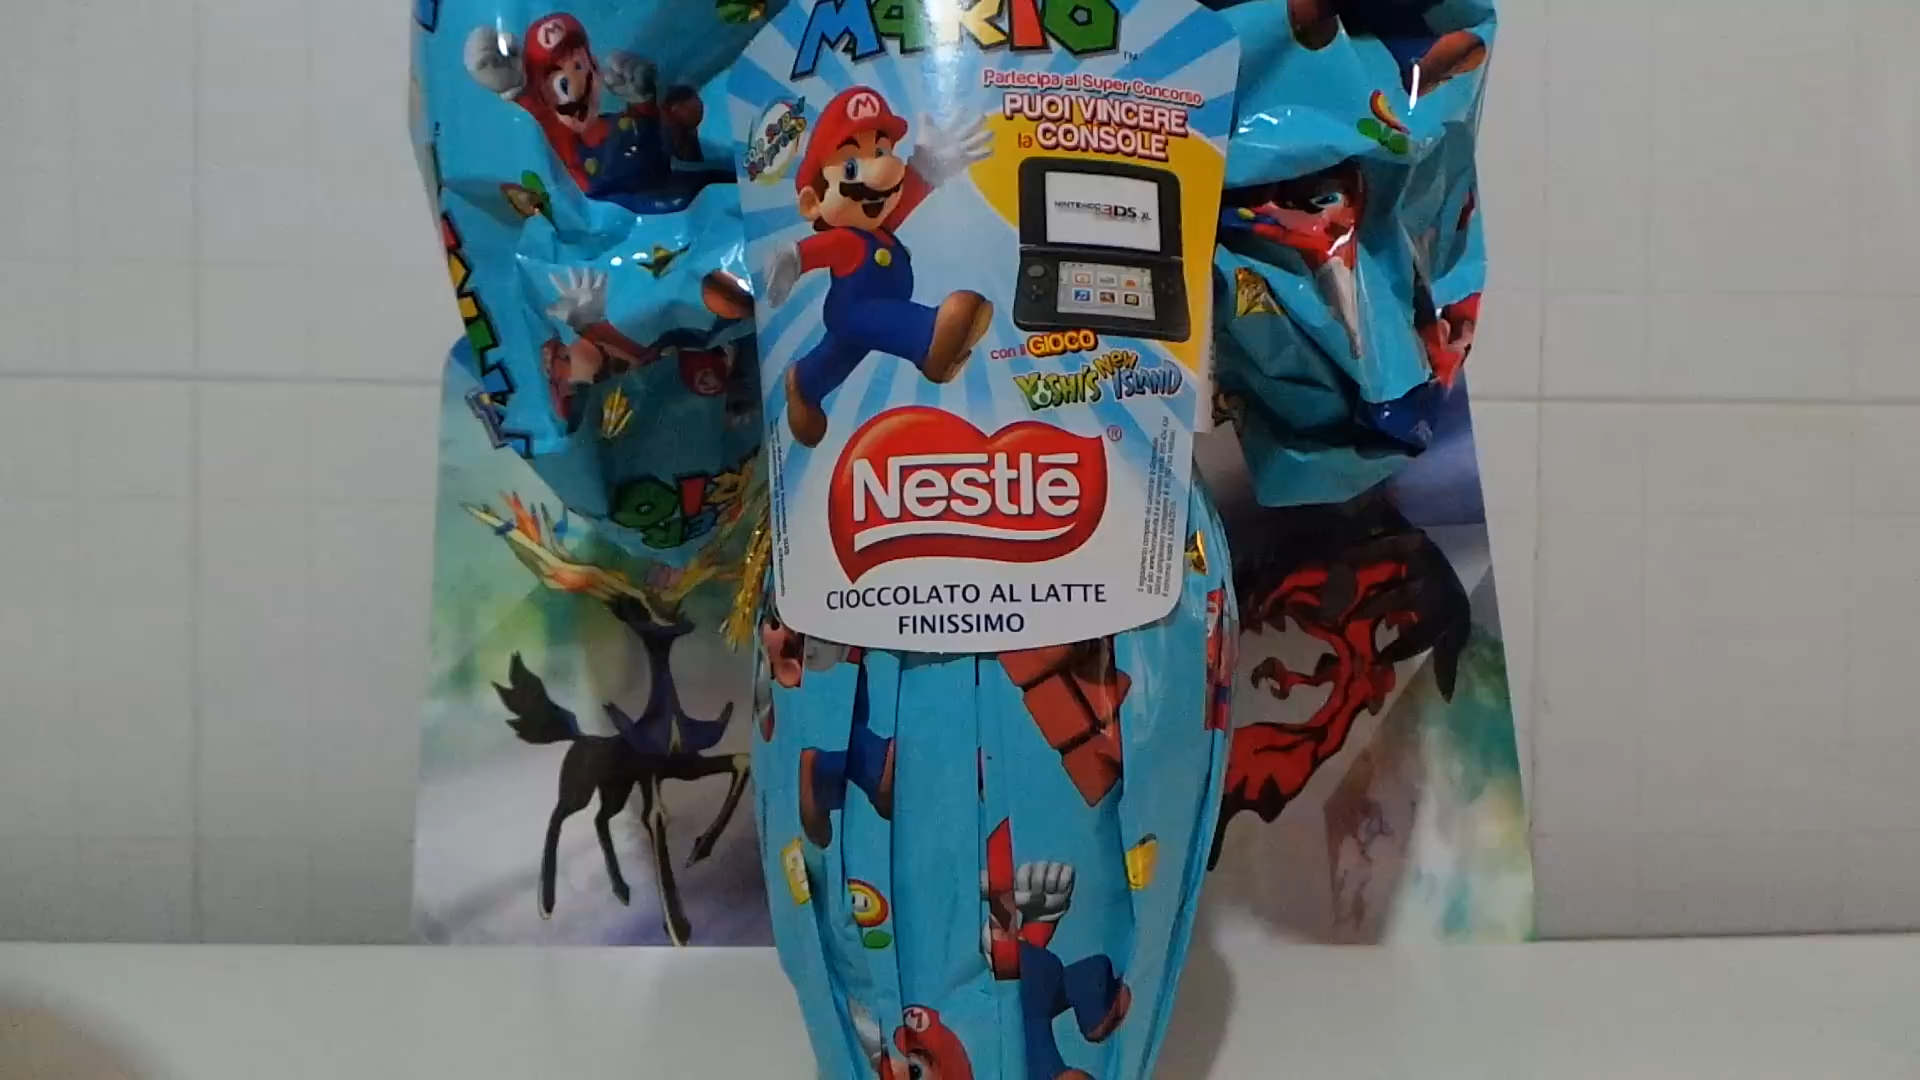 MARIO
TM
Partecipa al Super Concorso
PUOI VINCERE
la CONSOLE
NINTENDO 3DS XL
con il GIOCO
YOSHI'S NEW ISLAND
Nestlé
®
CIOCCOLATO AL LATTE
FINISSIMO